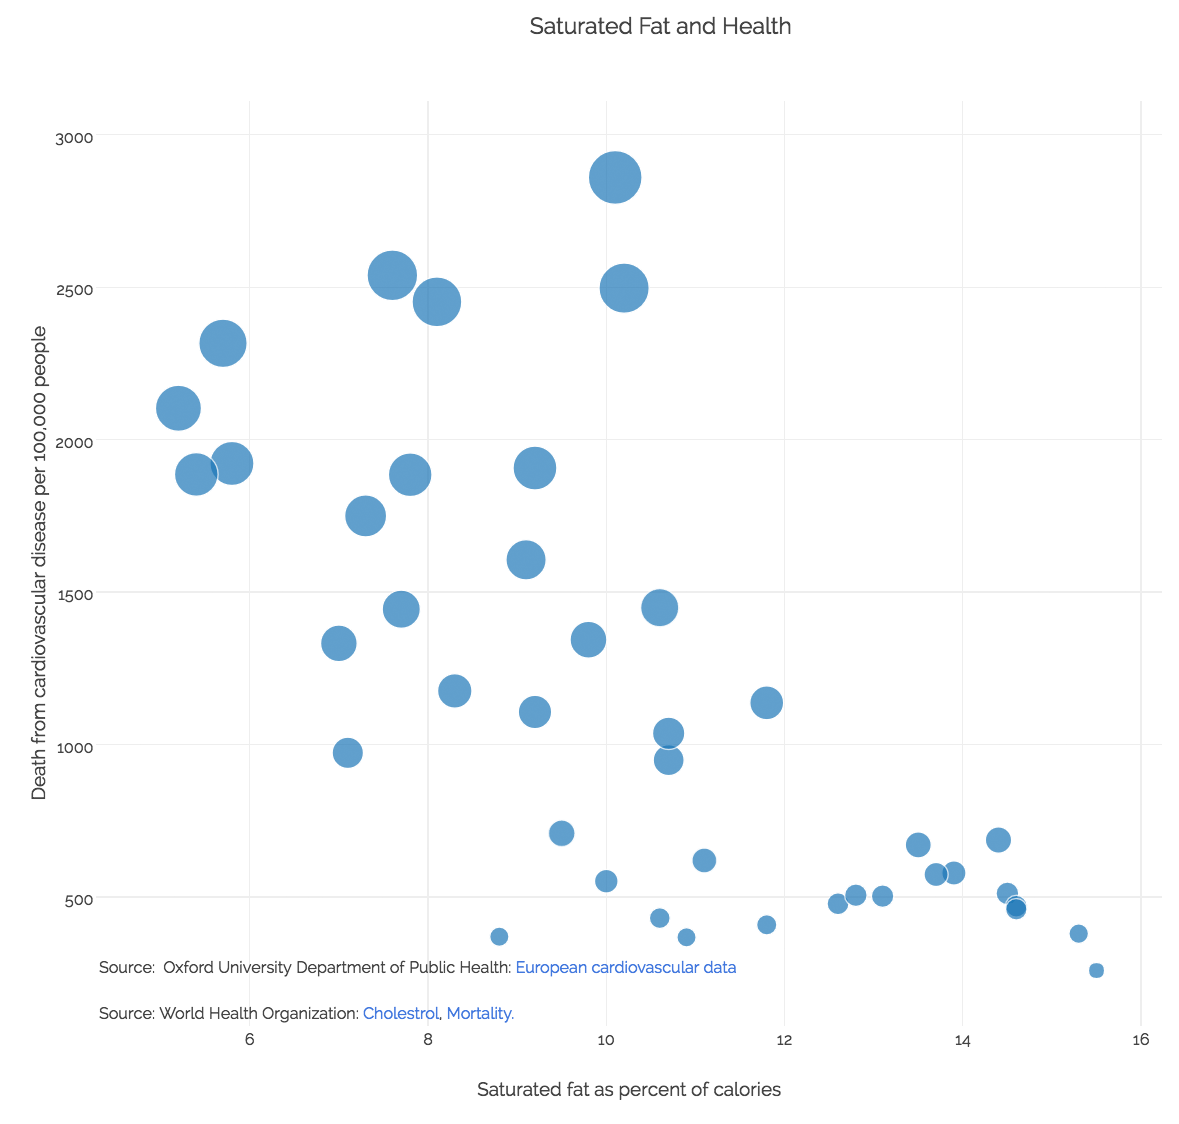 Saturated Fat and Health
3000
2500
2000
1500
1000
500
Death from cardiovascular disease per 100,000 people
Source: Oxford University Department of Public Health: European cardiovascular data
Source: World Health Organization: Cholestrol, Mortality.
6 8 10 12 14 16
Saturated fat as percent of calories